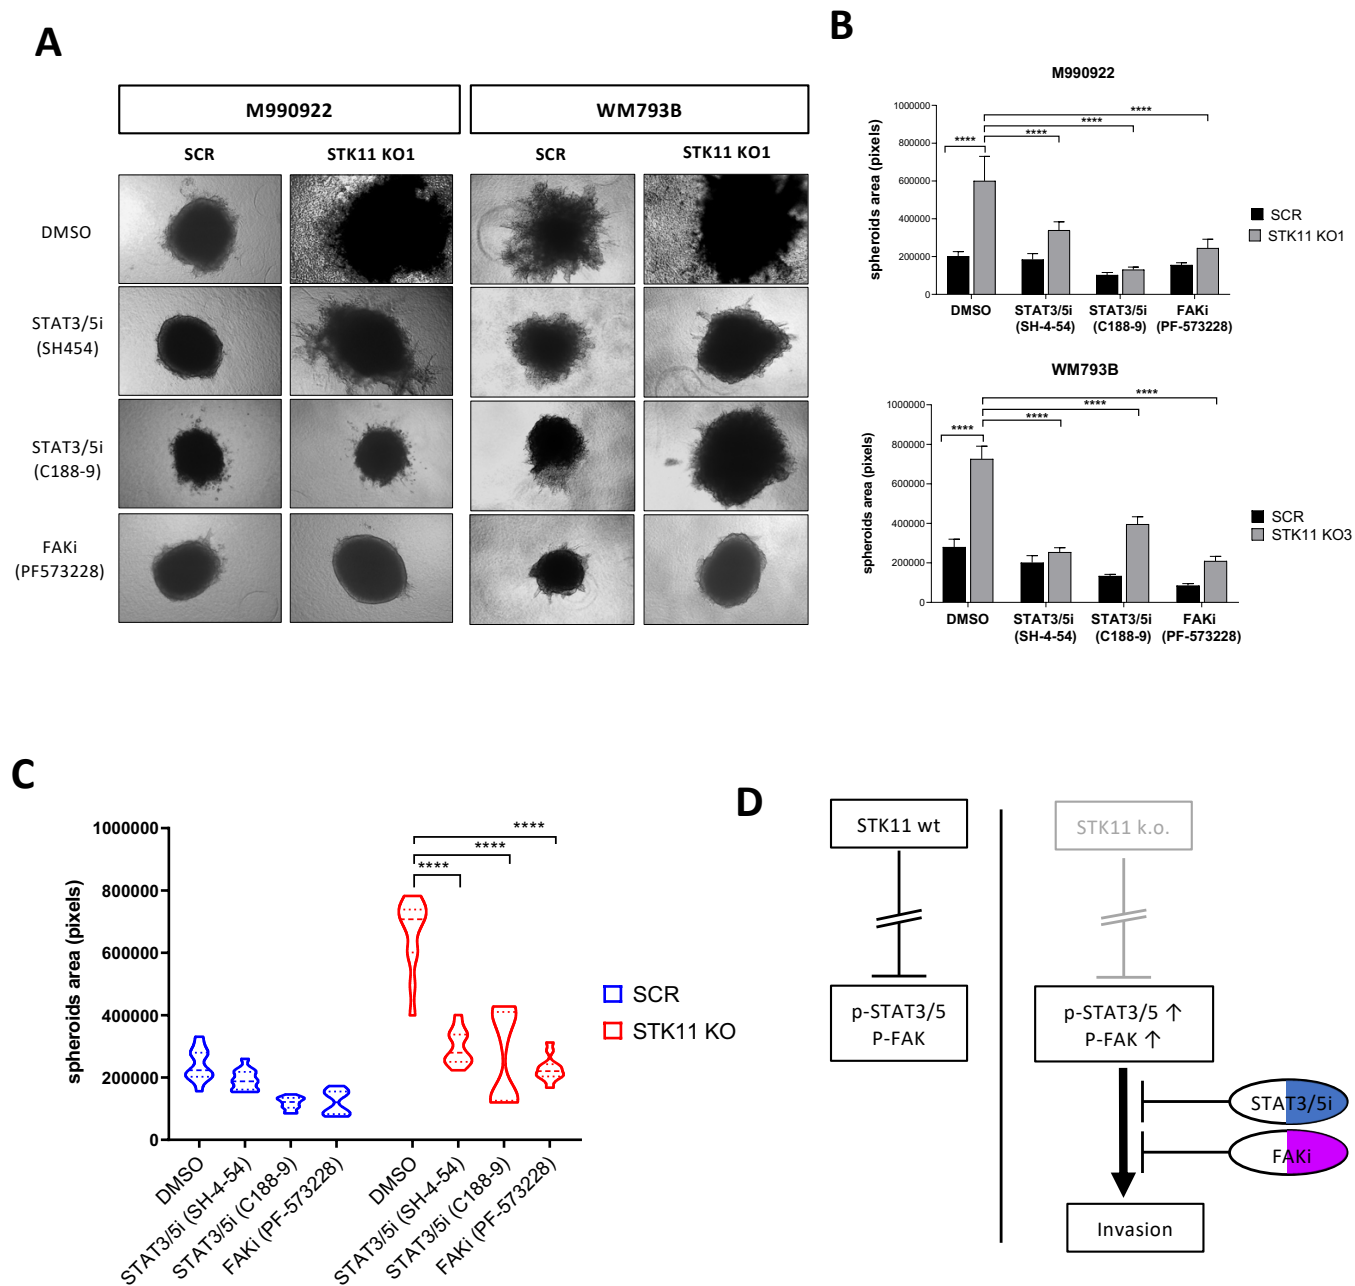 A
M990922
WM793B
SCR
STK11 KO1
SCR
STK11 KO1
DMSO
STAT3/5i
(SH454)
STAT3/5i
(C188-9)
FAKi
(PF573228)
B
M990922
spheroids area (pixels)
1000000
800000
600000
400000
200000
0
****
****
****
****
DMSO
STAT3/5i
(SH-4-54)
STAT3/5i
(C188-9)
FAKi
(PF-573228)
SCR
STK11 KO1
WM793B
spheroids area (pixels)
1000000
800000
600000
400000
200000
0
****
****
****
****
DMSO
STAT3/5i
(SH-4-54)
STAT3/5i
(C188-9)
FAKi
(PF-573228)
SCR
STK11 KO3
C
spheroids area (pixels)
1000000
800000
600000
400000
200000
0
****
****
****
DMSO
STAT3/5i (SH-4-54)
STAT3/5i (C188-9)
FAKi (PF-573228)
DMSO
STAT3/5i (SH-4-54)
STAT3/5i (C188-9)
FAKi (PF-573228)
SCR
STK11 KO
D
STK11 wt
p-STAT3/5
P-FAK
STK11 k.o.
p-STAT3/5 ↑
P-FAK ↑
STAT3/5i
FAKi
Invasion